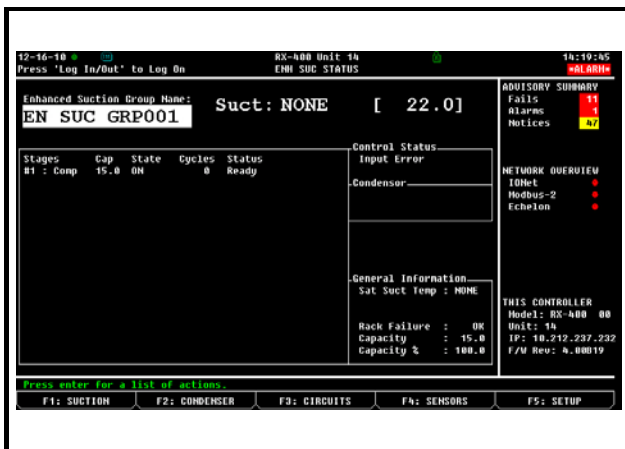 12-16-10 RX-400 Unit 14 14:19:45
Press 'Log In/Out' to Log On ENH SUC STATUS *ALARM*
ADVISORY SUMMARY
Fails 11
Alarms 1
Notices 47
Enhanced Suction Group Name:
EN SUC GRP001
Suct: NONE [ 22.0]
Stages Cap State Cycles Status
#1 : Comp 15.0 ON 0 Ready
Control Status
Input Error
Condensor
NETWORK OVERVIEW
IONet
Modbus-2
Echelon
General Information
Sat Suct Temp : NONE
Rack Failure : OK
Capacity : 15.0
Capacity % : 100.0
THIS CONTROLLER
Model: RX-400 00
Unit: 14
IP: 10.212.237.232
F/W Rev: 4.00B19
Press enter for a list of actions.
F1: SUCTION F2: CONDENSER F3: CIRCUITS F4: SENSORS F5: SETUP